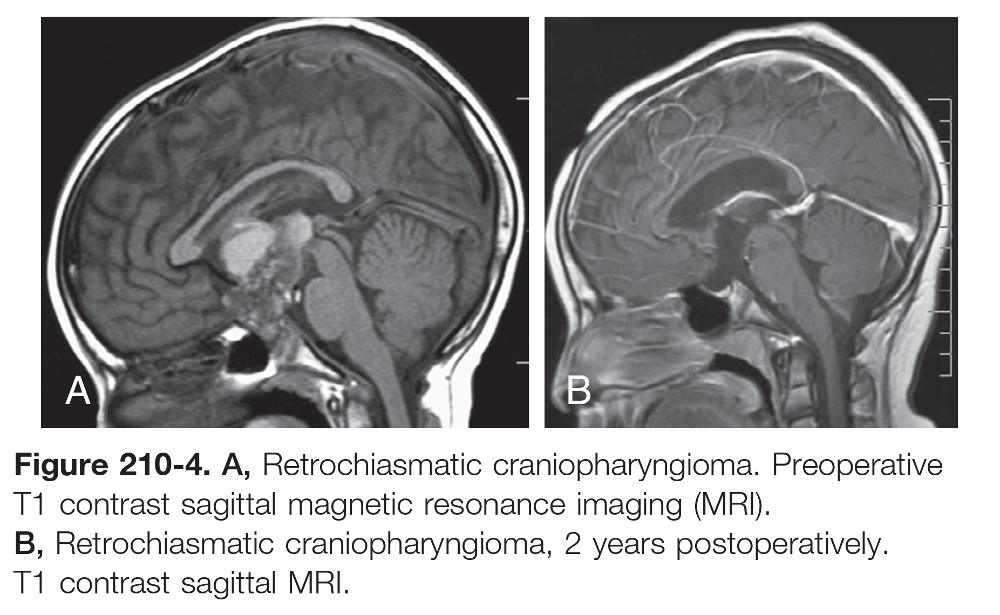 A
B
Figure 210-4. A, Retrochiasmatic craniopharyngioma. Preoperative
T1 contrast sagittal magnetic resonance imaging (MRI).
B, Retrochiasmatic craniopharyngioma, 2 years postoperatively.
T1 contrast sagittal MRI.